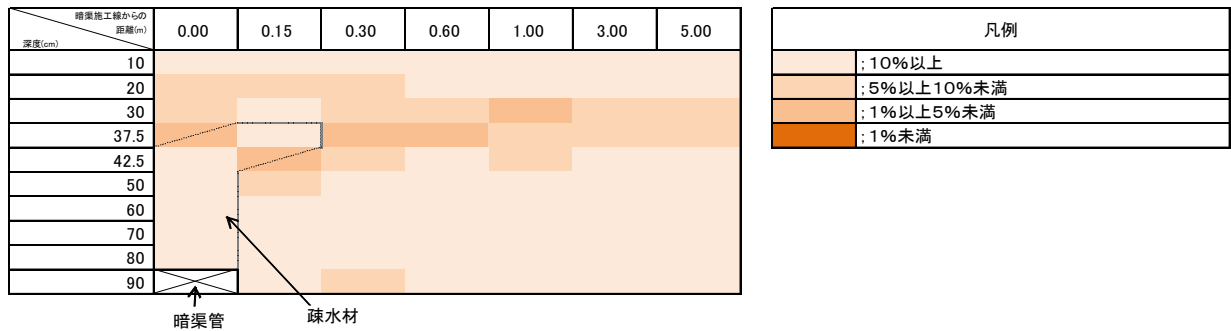 暗渠施工線からの
距離(m)
深度(cm)
0.00 0.15 0.30 0.60 1.00 3.00 5.00
10
20
30
37.5
42.5
50
60
70
80
90
暗渠管
疎水材
凡例
;10%以上
;5%以上10%未満
;1%以上5%未満
;1%未満